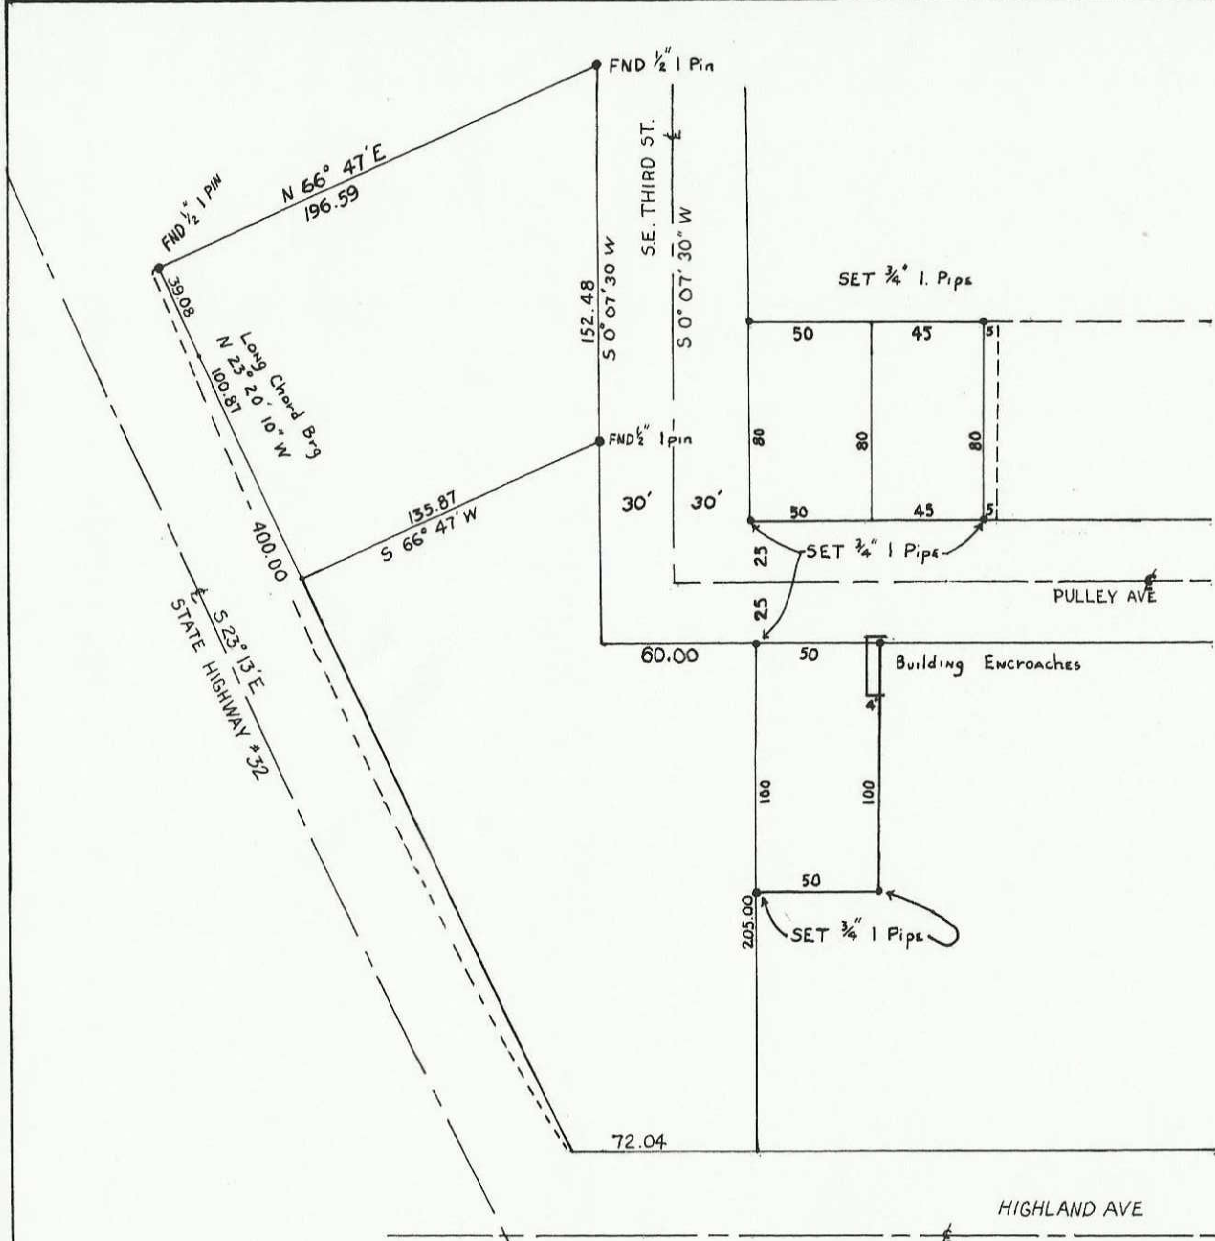 FND ½" I Pin
N 66° 47' E
196.59
FND ½" I PIN
S.E. THIRD ST.
S 0° 07' 30" W
152.48
S 0° 07' 30 W
39.08
100.87
Long Chord Brg
N 23° 20' 10" W
SET ¾" I. Pipe
50
45
5
80
80
80
50
45
5
FND ½" I pin
135.87
S 66° 47' W
30'
30'
400.00
25
SET ¾" I Pipe
25
PULLEY AVE
℄
S 23° 13' E
STATE HIGHWAY #32
60.00
50
Building Encroaches
4'
100
100
50
205.00
SET ¾" I Pipe
72.04
HIGHLAND AVE
℄